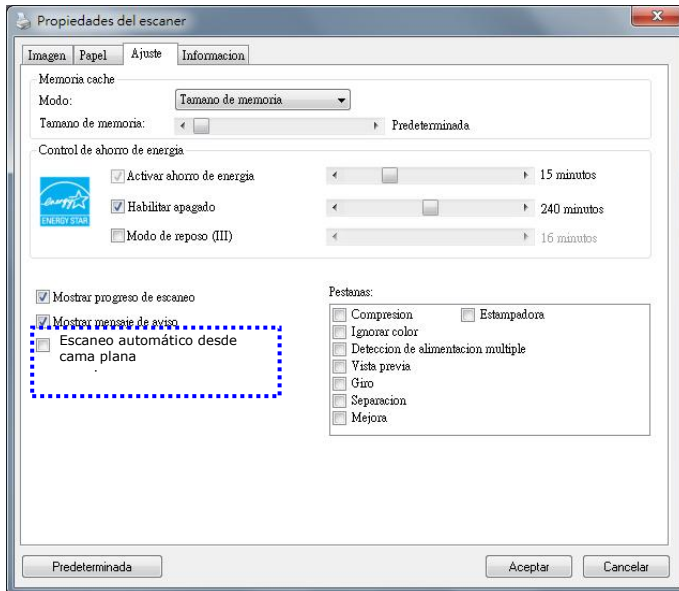 Propiedades del escaner
Imagen Papel Ajuste Informacion
Memoria cache
Modo: Tamano de memoria
Tamano de memoria: Predeterminada
Control de ahorro de energia
Activar ahorro de energia 15 minutos
energy
ENERGY STAR
Habilitar apagado 240 minutos
Modo de reposo (III) 16 minutos
Mostrar progreso de escaneo
Mostrar mensaje de aviso
Escaneo automático desde
cama plana
.
Pestanas:
Compresion Estampadora
Ignorar color
Deteccion de alimentacion multiple
Vista previa
Giro
Separacion
Mejora
Predeterminada Aceptar Cancelar